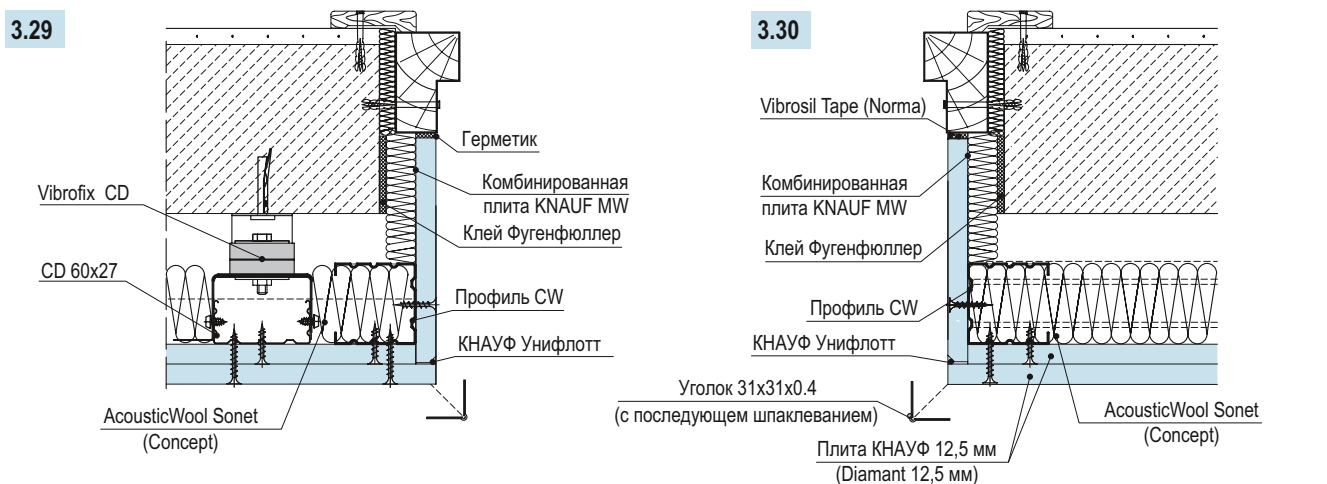 3.29
Герметик
Комбинированная
плита KNAUF MW
Vibrofix CD
Клей Фугенфюллер
CD 60x27
Профиль CW
КНАУФ Унифлотт
AcousticWool Sonet
(Concept)
3.30
Vibrosil Tape (Norma)
Комбинированная
плита KNAUF MW
Клей Фугенфюллер
Профиль CW
КНАУФ Унифлотт
Уголок 31x31x0.4
(с последующем шпаклеванием)
AcousticWool Sonet
(Concept)
Плита КНАУФ 12,5 мм
(Diamant 12,5 мм)